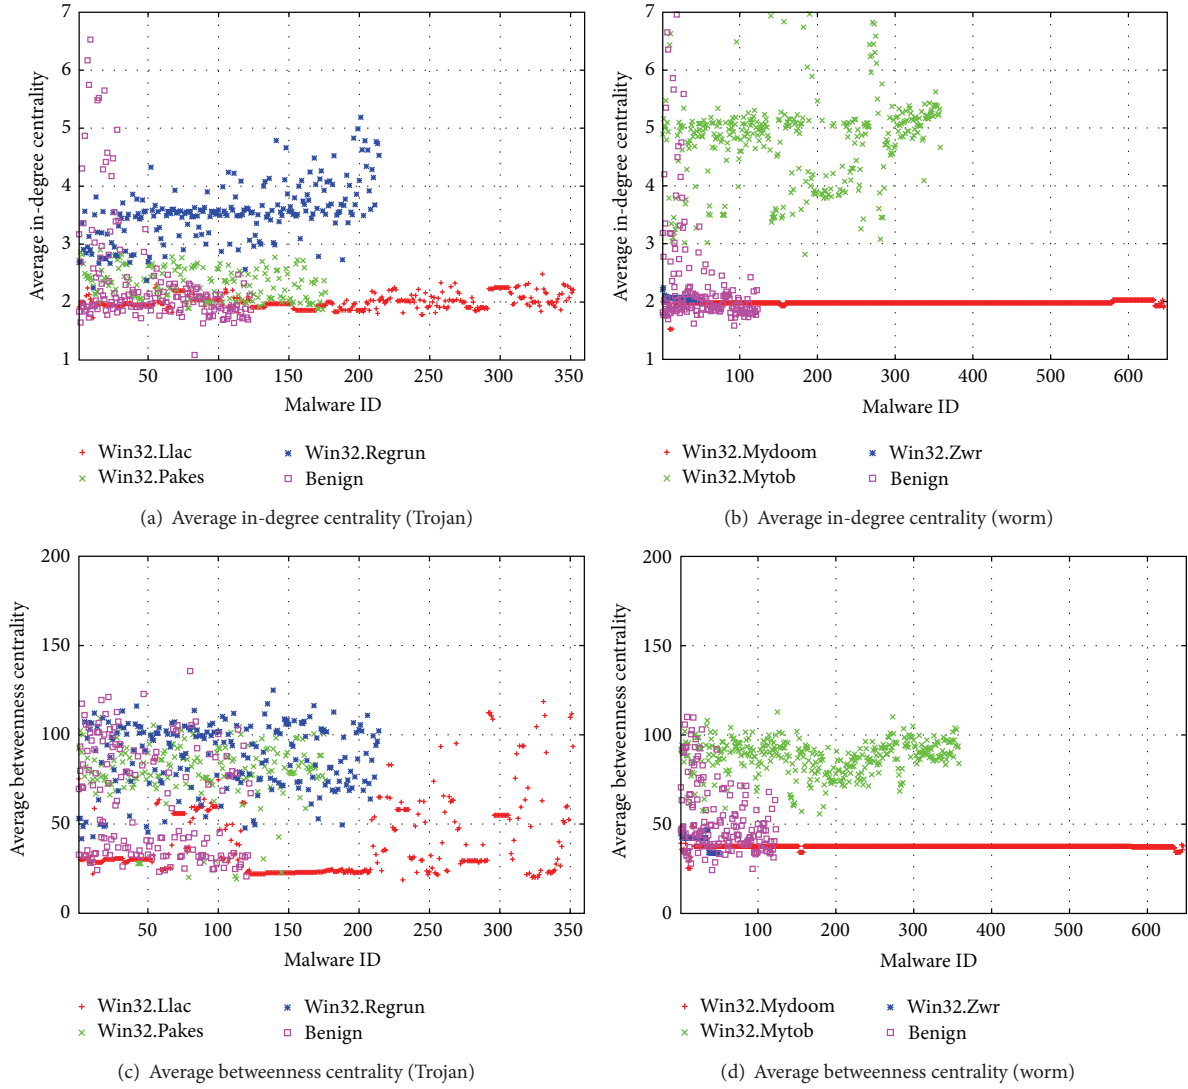 7
6
5
4
3
2
1
Average in-degree centrality
50 100 150 200 250 300 350
Malware ID
Win32.Llac Win32.Regrun
Win32.Pakes Benign
(a) Average in-degree centrality (Trojan)
7
6
5
4
3
2
1
Average in-degree centrality
100 200 300 400 500 600
Malware ID
Win32.Mydoom Win32.Zwr
Win32.Mytob Benign
(b) Average in-degree centrality (worm)
200
150
100
50
0
Average betweenness centrality
50 100 150 200 250 300 350
Malware ID
Win32.Llac Win32.Regrun
Win32.Pakes Benign
(c) Average betweenness centrality (Trojan)
200
150
100
50
0
Average betweenness centrality
100 200 300 400 500 600
Malware ID
Win32.Mydoom Win32.Zwr
Win32.Mytob Benign
(d) Average betweenness centrality (worm)